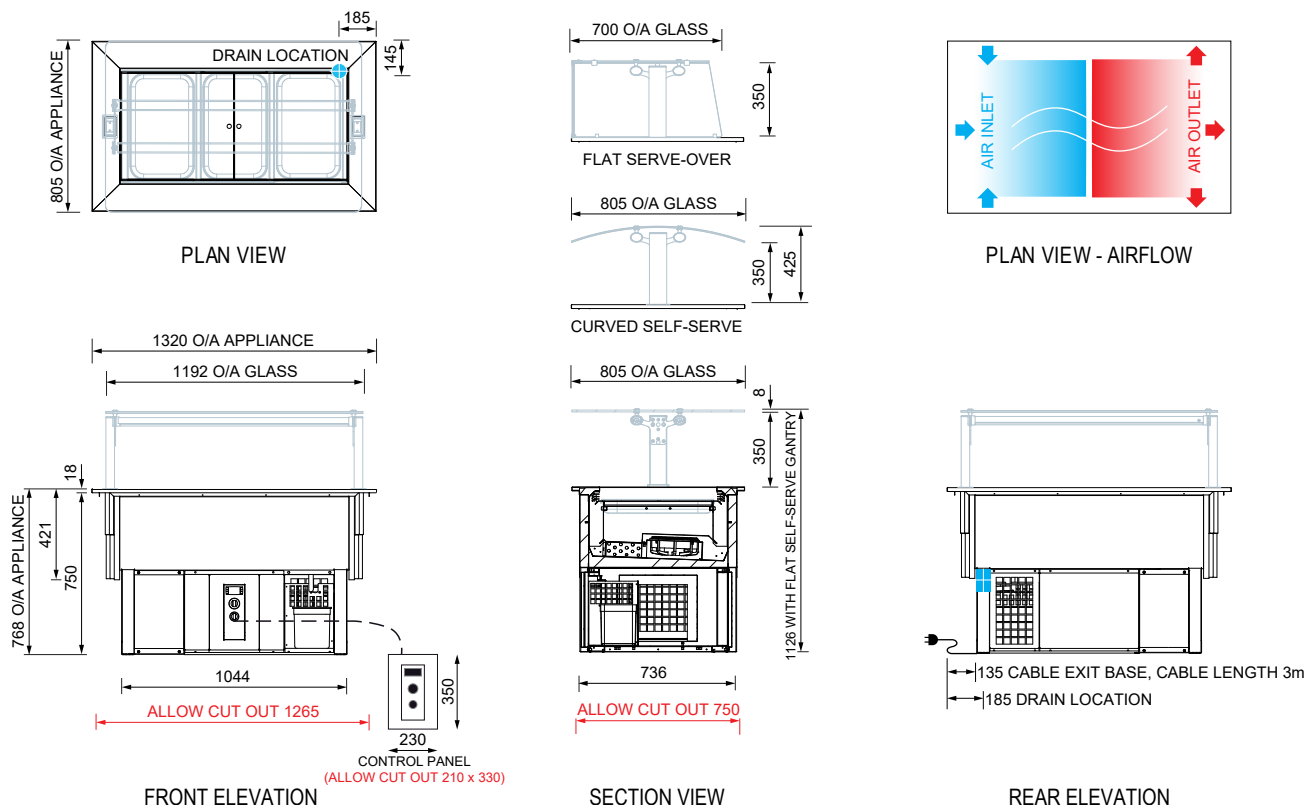 185
145
DRAIN LOCATION
805 O/A APPLIANCE
PLAN VIEW
700 O/A GLASS
350
FLAT SERVE-OVER
805 O/A GLASS
350
425
CURVED SELF-SERVE
AIR INLET
AIR OUTLET
PLAN VIEW - AIRFLOW
1320 O/A APPLIANCE
1192 O/A GLASS
18
421
750
768 O/A APPLIANCE
1044
ALLOW CUT OUT 1265
350
230
CONTROL PANEL
(ALLOW CUT OUT 210 x 330)
FRONT ELEVATION
805 O/A GLASS
8
350
1126 WITH FLAT SELF-SERVE GANTRY
736
ALLOW CUT OUT 750
SECTION VIEW
135 CABLE EXIT BASE, CABLE LENGTH 3m
185 DRAIN LOCATION
REAR ELEVATION